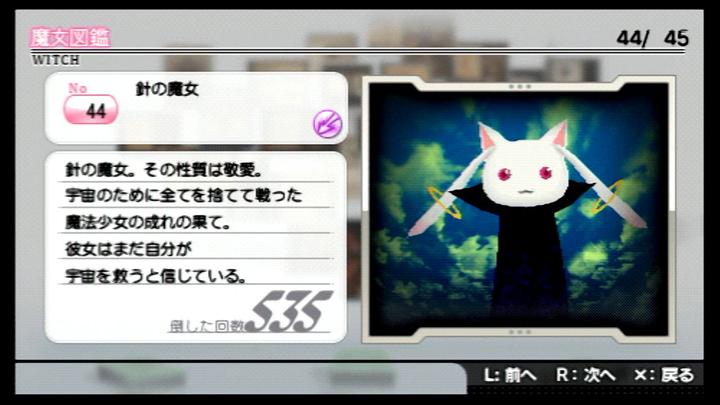 魔女図鑑
WITCH
44/ 45
No
44
針の魔女
針の魔女。その性質は敬愛。
宇宙のために全てを捨てて戦った
魔法少女の成れの果て。
彼女はまだ自分が
宇宙を救うと信じている。
倒した回数535
L: 前へ R: 次へ ×: 戻る